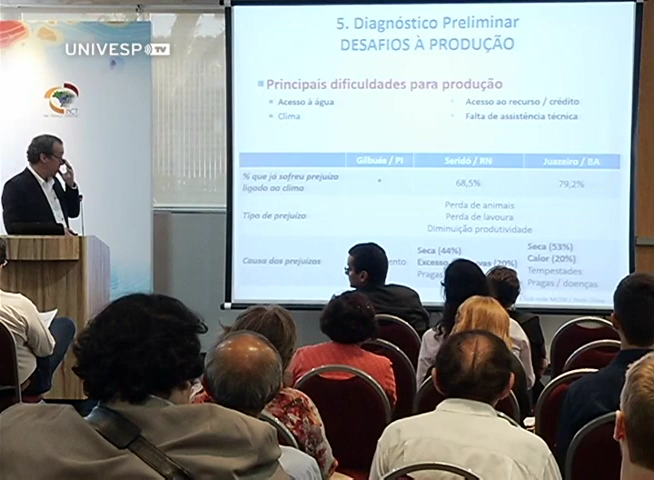 UNIVESP TV
5. Diagnóstico Preliminar
DESAFIOS À PRODUÇÃO
Principais dificuldades para produção
Acesso à água
Acesso ao recurso / crédito
Clima
Falta de assistência técnica
Gilbués / PI Seridó / RN Juazeiro / BA
% que já sofreu prejuízo
ligado ao clima
* 68,5% 79,2%
Perda de animais
Tipo de prejuízo Perda de lavoura
Diminuição produtividade
Seca (44%) Seca (53%)
Calor (20%)
Causa dos prejuízos Excesso (20%)
Tempestades
Pragas
Pragas / doenças